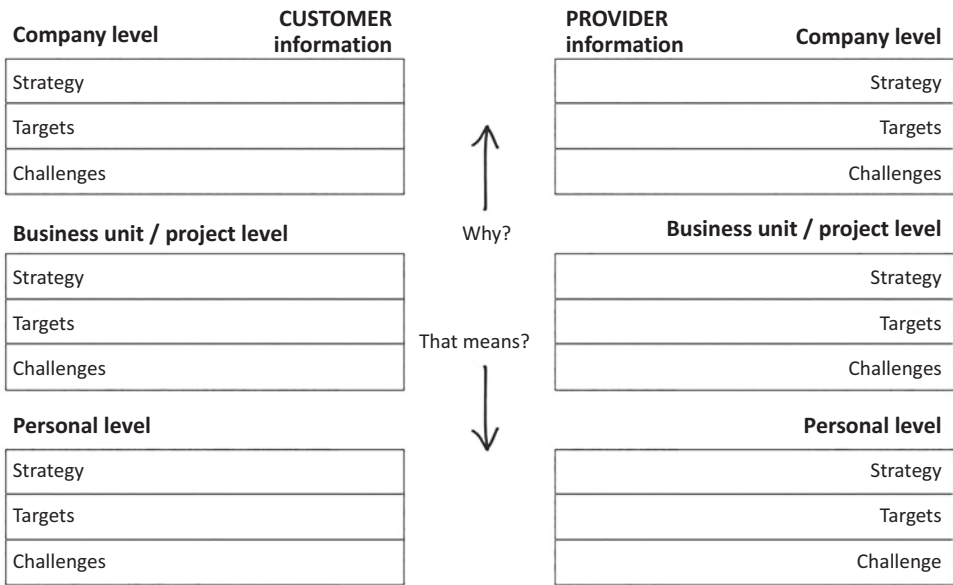 Company level
CUSTOMER
information
Strategy
Targets
Challenges
Business unit / project level
Strategy
Targets
Challenges
Personal level
Strategy
Targets
Challenges
Why?
That means?
PROVIDER
information
Company level
Strategy
Targets
Challenges
Business unit / project level
Strategy
Targets
Challenges
Personal level
Strategy
Targets
Challenge